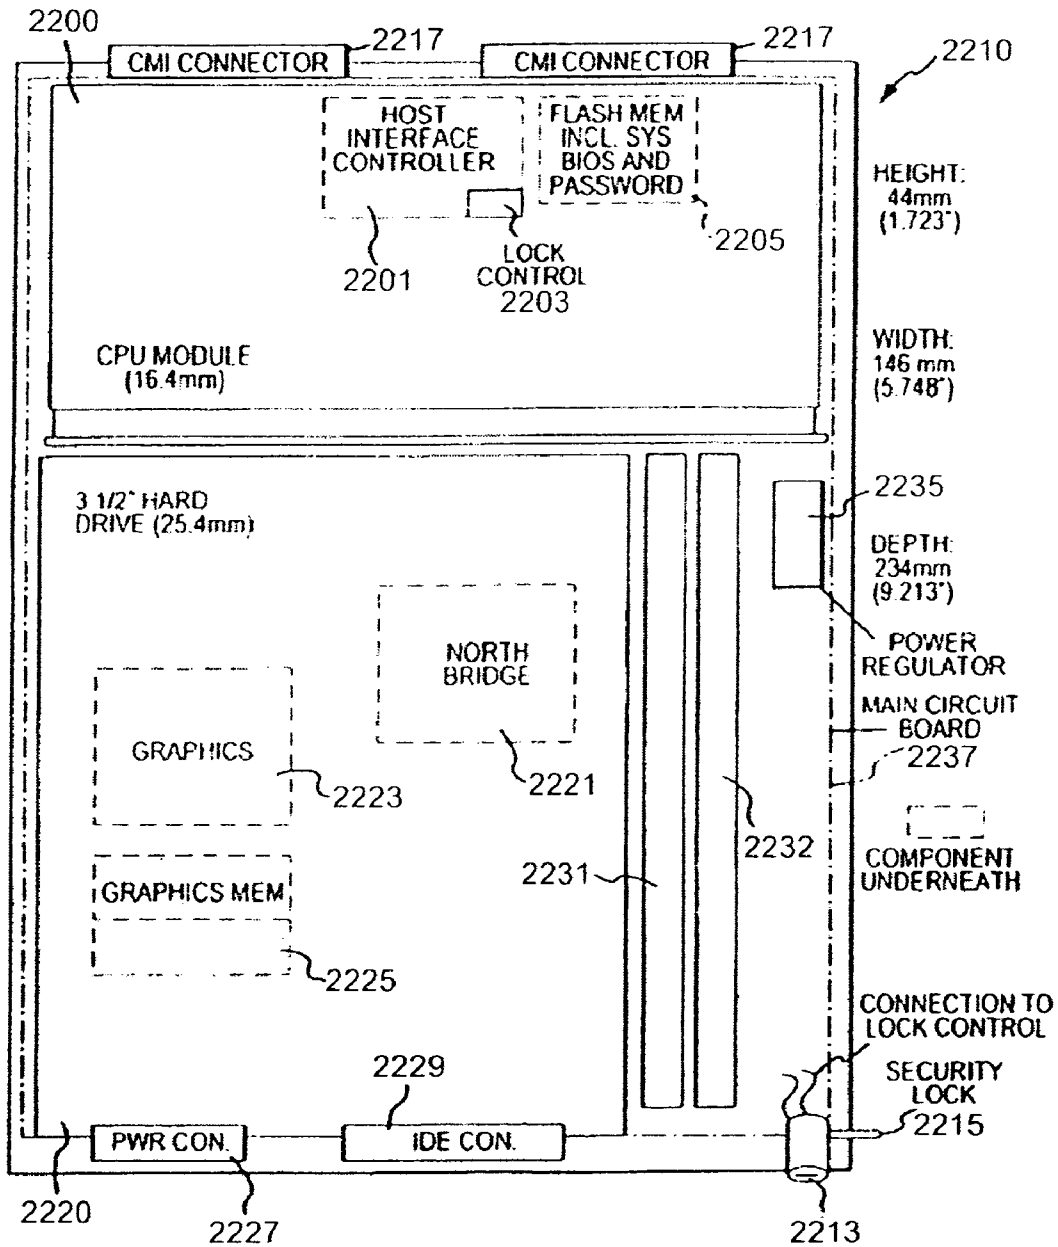 2200
CMI CONNECTOR
2217
CMI CONNECTOR
2217
2210
HOST
INTERFACE
CONTROLLER
FLASH MEM
INCL. SYS
BIOS AND
PASSWORD
HEIGHT:
44mm
(1.723")
2201
LOCK
CONTROL
2203
2205
CPU MODULE
(16.4mm)
WIDTH:
146 mm
(5.748")
3 1/2" HARD
DRIVE (25.4mm)
2235
DEPTH:
234mm
(9.213")
NORTH
BRIDGE
POWER
REGULATOR
MAIN CIRCUIT
BOARD
2237
GRAPHICS
2223
2221
2232
2231
COMPONENT
UNDERNEATH
GRAPHICS MEM
2225
CONNECTION TO
LOCK CONTROL
2229
SECURITY
LOCK
2215
PWR CON.
IDE CON.
2220
2227
2213